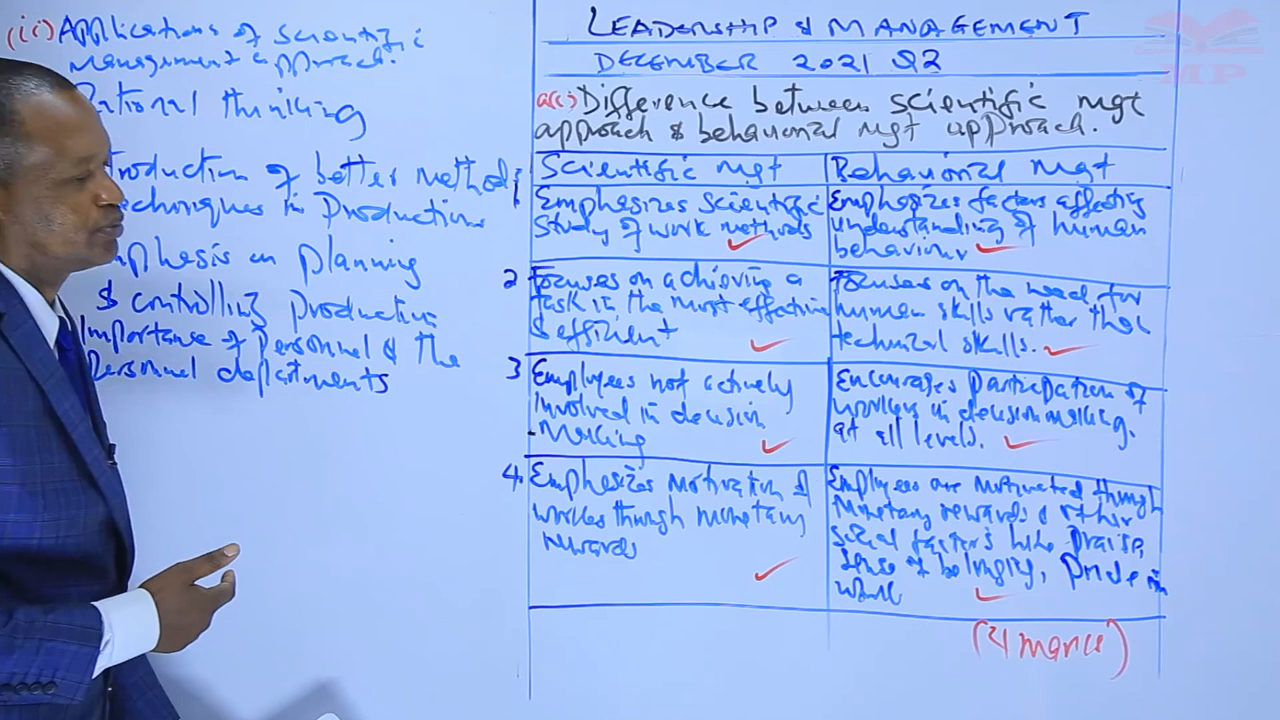 (ii) Applications of scientific
management approach.
Rational thinking
troduction of better methods
techniques in Production
mphesis on planning
& controlling production
Importance of Personnel & the
Personnel departments
LEADERSHIP & MANAGEMENT
DECEMBER 2021 Q2
a(i) Difference between scientific mgt
approach & behavioral mgt approach.
Scientific mgt
Behavioral mgt
1. Emphasizes scientific
study of work methods
Emphasizes factors affecting
understanding of human
behaviour
2 Focuses on achieving a
task in the most effective
& efficient
Focuses on the need for
human skills rather than
technical skills.
3 Employees not actively
involved in decision
-Making
Encourages participation of
workers in decision making.
at all levels.
4. Emphasizes motivation of
workers through monetary
rewards
Employees are motivated through
monetary rewards & other
social factors like praise,
sense of belonging, pride in
work
(4 marks)
MP